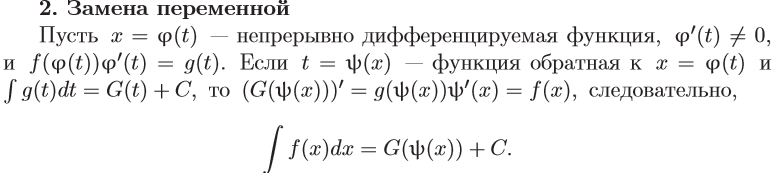 2. Замена переменной
Пусть x = φ(t) — непрерывно дифференцируемая функция, φ′(t) ≠ 0,
и f(φ(t))φ′(t) = g(t). Если t = ψ(x) — функция обратная к x = φ(t) и
∫ g(t)dt = G(t) + C, то (G(ψ(x)))′ = g(ψ(x))ψ′(x) = f(x), следовательно,
∫ f(x)dx = G(ψ(x)) + C.